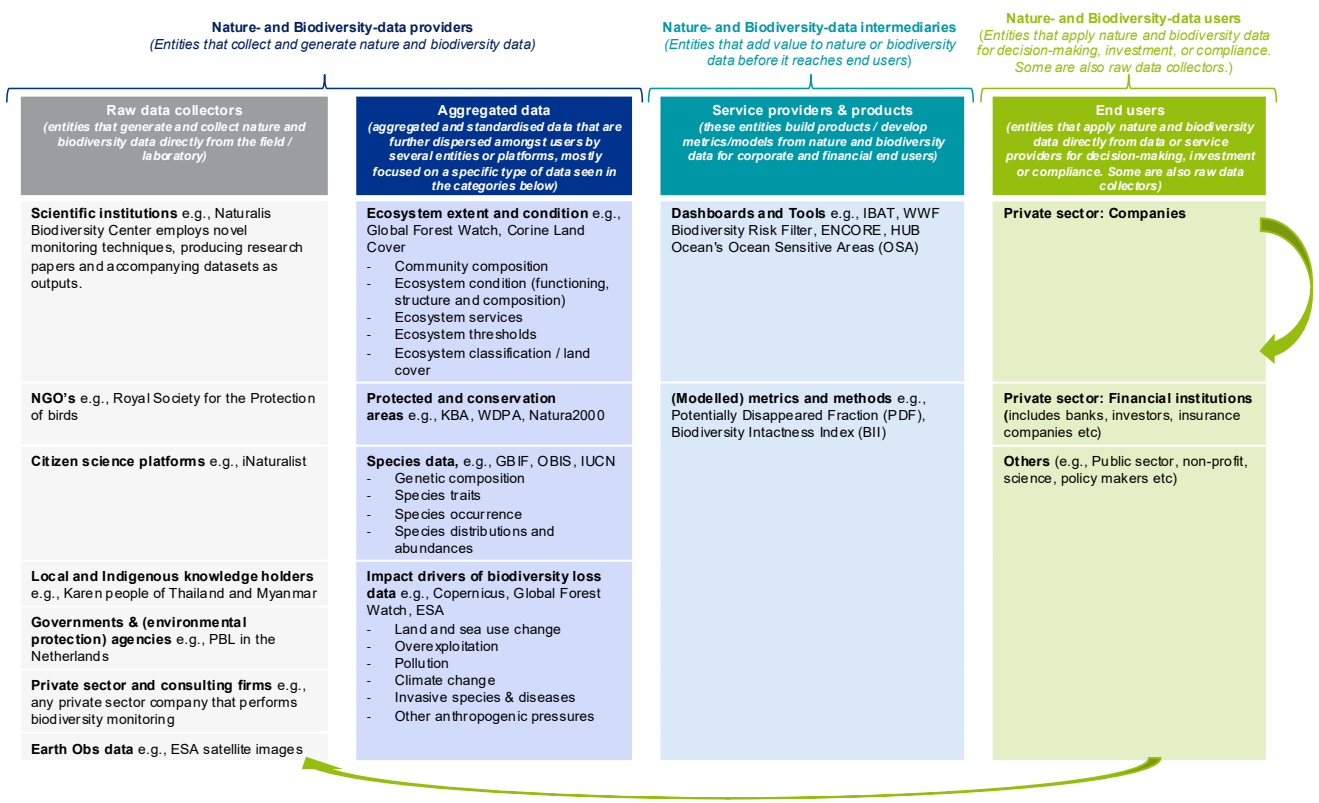 Nature- and Biodiversity-data providers
(Entities that collect and generate nature and biodiversity data)
Nature- and Biodiversity-data intermediaries
(Entities that add value to nature or biodiversity
data before it reaches end users)
Nature- and Biodiversity-data users
(Entities that apply nature and biodiversity data
for decision-making, investment, or compliance.
Some are also raw data collectors.)
Raw data collectors
(entities that generate and collect nature and
biodiversity data directly from the field /
laboratory)
Scientific institutions e.g., Naturalis
Biodiversity Center employs novel
monitoring techniques, producing research
papers and accompanying datasets as
outputs.
NGO's e.g., Royal Society for the Protection
of birds
Citizen science platforms e.g., iNaturalist
Local and Indigenous knowledge holders
e.g., Karen people of Thailand and Myanmar
Governments & (environmental
protection) agencies e.g., PBL in the
Netherlands
Private sector and consulting firms e.g.,
any private sector company that performs
biodiversity monitoring
Earth Obs data e.g., ESA satellite images
Aggregated data
(aggregated and standardised data that are
further dispersed amongst users by
several entities or platforms, mostly
focused on a specific type of data seen in
the categories below)
Ecosystem extent and condition e.g.,
Global Forest Watch, Corine Land
Cover
- Community composition
- Ecosystem condition (functioning,
structure and composition)
- Ecosystem services
- Ecosystem thresholds
- Ecosystem classification / land
cover
Protected and conservation
areas e.g., KBA, WDPA, Natura2000
Species data, e.g., GBIF, OBIS, IUCN
- Genetic composition
- Species traits
- Species occurrence
- Species distributions and
abundances
Impact drivers of biodiversity loss
data e.g., Copernicus, Global Forest
Watch, ESA
- Land and sea use change
- Overexploitation
- Pollution
- Climate change
- Invasive species & diseases
- Other anthropogenic pressures
Service providers & products
(these entities build products / develop
metrics/models from nature and biodiversity
data for corporate and financial end users)
Dashboards and Tools e.g., IBAT, WWF
Biodiversity Risk Filter, ENCORE, HUB
Ocean's Ocean Sensitive Areas (OSA)
(Modelled) metrics and methods e.g.,
Potentially Disappeared Fraction (PDF),
Biodiversity Intactness Index (BII)
End users
(entities that apply nature and biodiversity
data directly from data or service
providers for decision-making, investment
or compliance. Some are also raw data
collectors)
Private sector: Companies
Private sector: Financial institutions
(includes banks, investors, insurance
companies etc)
Others (e.g., Public sector, non-profit,
science, policy makers etc)